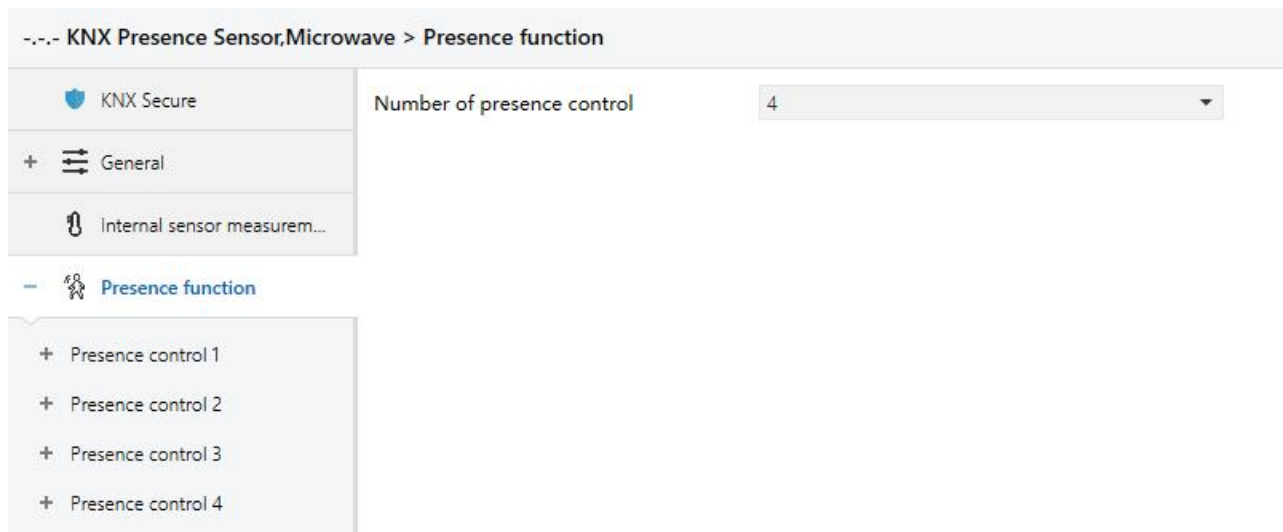 -.-.- KNX Presence Sensor,Microwave > Presence function
KNX Secure
Number of presence control 4
+ General
Internal sensor measurem...
− Presence function
+ Presence control 1
+ Presence control 2
+ Presence control 3
+ Presence control 4